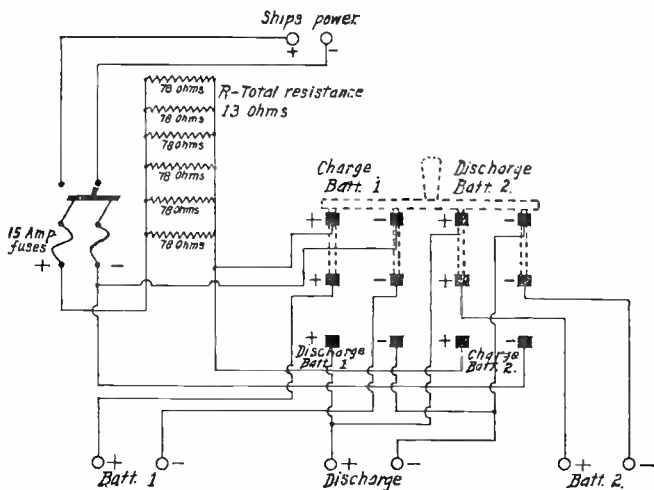 Ships power
+ −
78 Ohms
R-Total resistance
13 Ohms
78 Ohms
78 Ohms
78 Ohms
78 Ohms
78 Ohms
Charge
Batt. 1
Discharge
Batt 2.
15 Amp.
fuses
+ −
+ − + −
+ − + −
+ − + −
Discharge
Batt 1
Charge
Batt 2.
+ − + − + −
Batt. 1
Discharge
Batt 2.